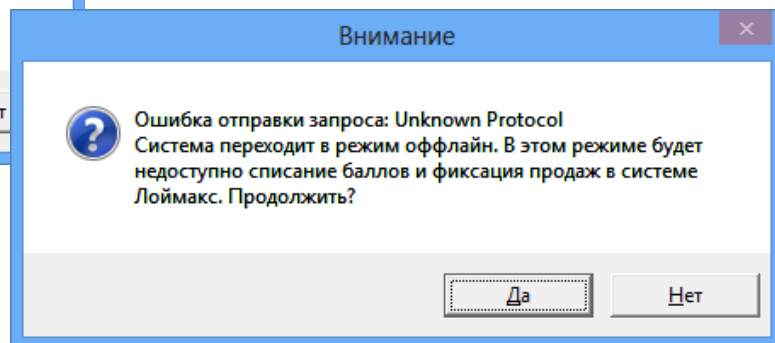 Внимание
т
Ошибка отправки запроса: Unknown Protocol
Система переходит в режим оффлайн. В этом режиме будет
недоступно списание баллов и фиксация продаж в системе
Лоймакс. Продолжить?
Да
Нет